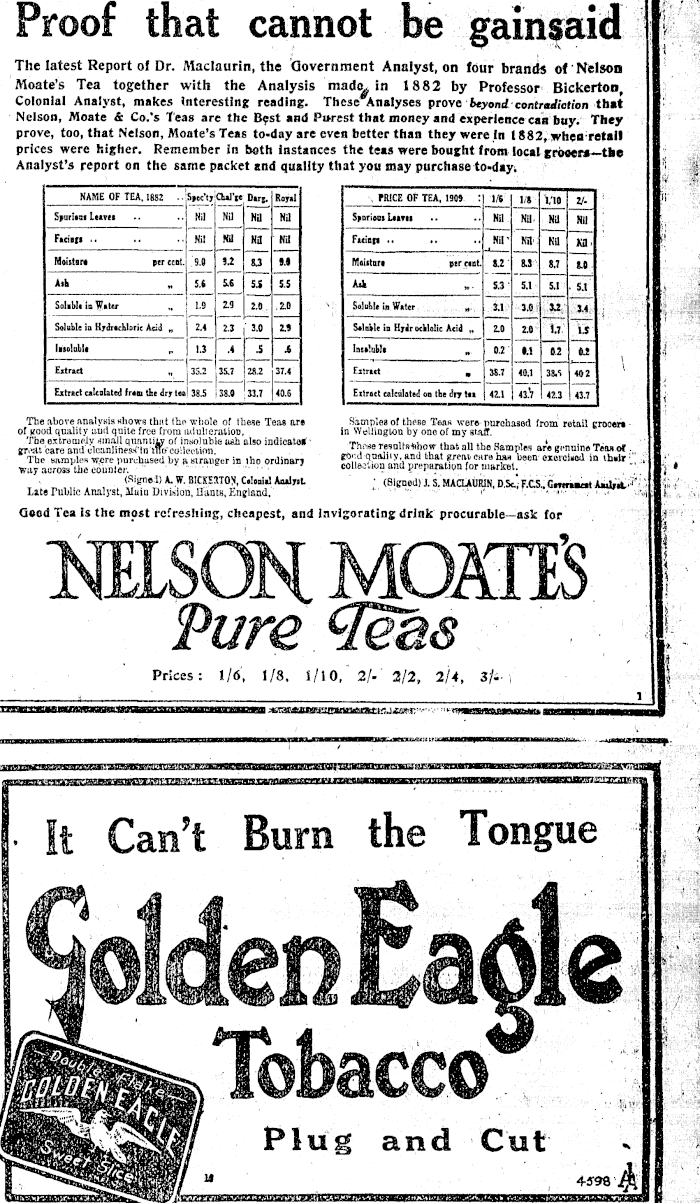 Proof that cannot be gainsaid
The latest Report of Dr. Maclaurin, the Government Analyst, on four brands of Nelson
Moate's Tea together with the Analysis made, in 1882 by Professor Bickerton,
Colonial Analyst, makes interesting reading. These Analyses prove beyond contradiction that
Nelson, Moate & Co.'s Teas are the Best and Purest that money and experience can buy. They
prove, too, that Nelson, Moate's Teas to-day are even better than they were in 1882, when retail
prices were higher. Remember in both instances the teas were bought from local grocers—the
Analyst's report on the same packet and quality that you may purchase to-day.
NAME OF TEA, 1882 .. Spec'ty Chal'ge Darg. Royal
Spurious Leaves .. .. Nil Nil Nil Nil
Facings .. .. .. Nil Nil Nil Nil
Moisture per cent. 9.0 9.2 8.3 9.0
Ash „ 5.6 5.6 5.5 5.5
Soluble in Water „ 1.9 2.9 2.0 2.0
Soluble in Hydrochloric Acid „ 2.4 2.3 3.0 2.9
Insoluble „ 1.3 .4 .5 .6
Extract „ 35.2 35.7 28.2 37.4
Extract calculated from the dry tea 38.5 38.0 33.7 40.6
The above analysis shows that the whole of these Teas are
of good quality and quite free from adulteration.
The extremely small quantity of insoluble ash also indicates
great care and cleanliness in the collection.
The samples were purchased by a stranger in the ordinary
way across the counter.
(Signed) A. W. BICKERTON, Colonial Analyst.
Late Public Analyst, Main Division, Hants, England.
PRICE OF TEA, 1909 : 1/6 1/8 1/10 2/-
Spurious Leaves .. .. Nil Nil Nil Nil
Facings .. .. .. Nil Nil Nil Nil
Moisture per cent. 8.2 8.3 8.7 8.0
Ash „ 5.3 5.1 5.1 5.1
Soluble in Water „ 3.1 3.0 3.2 3.4
Soluble in Hydrochlolic Acid „ 2.0 2.0 1.7 1.5
Insoluble „ 0.2 0.1 0.2 0.2
Extract „ 38.7 40.1 38.5 40.2
Extract calculated on the dry tea 42.1 43.7 42.3 43.7
Samples of these Teas were purchased from retail grocers
in Wellington by one of my staff.
These results show that all the Samples are genuine Teas of
good quality, and that great care has been exercised in their
collection and preparation for market.
(Signed) J. S. MACLAURIN, D.Sc., F.C.S., Government Analyst.
Good Tea is the most refreshing, cheapest, and invigorating drink procurable—ask for
NELSON MOATE'S
Pure Teas
Prices: 1/6, 1/8, 1/10, 2/- 2/2, 2/4, 3/-
1
It Can't Burn the Tongue
Golden Eagle
Tobacco
Plug and Cut
Double Flake
GOLDEN EAGLE
Sweet Slice
18
4598